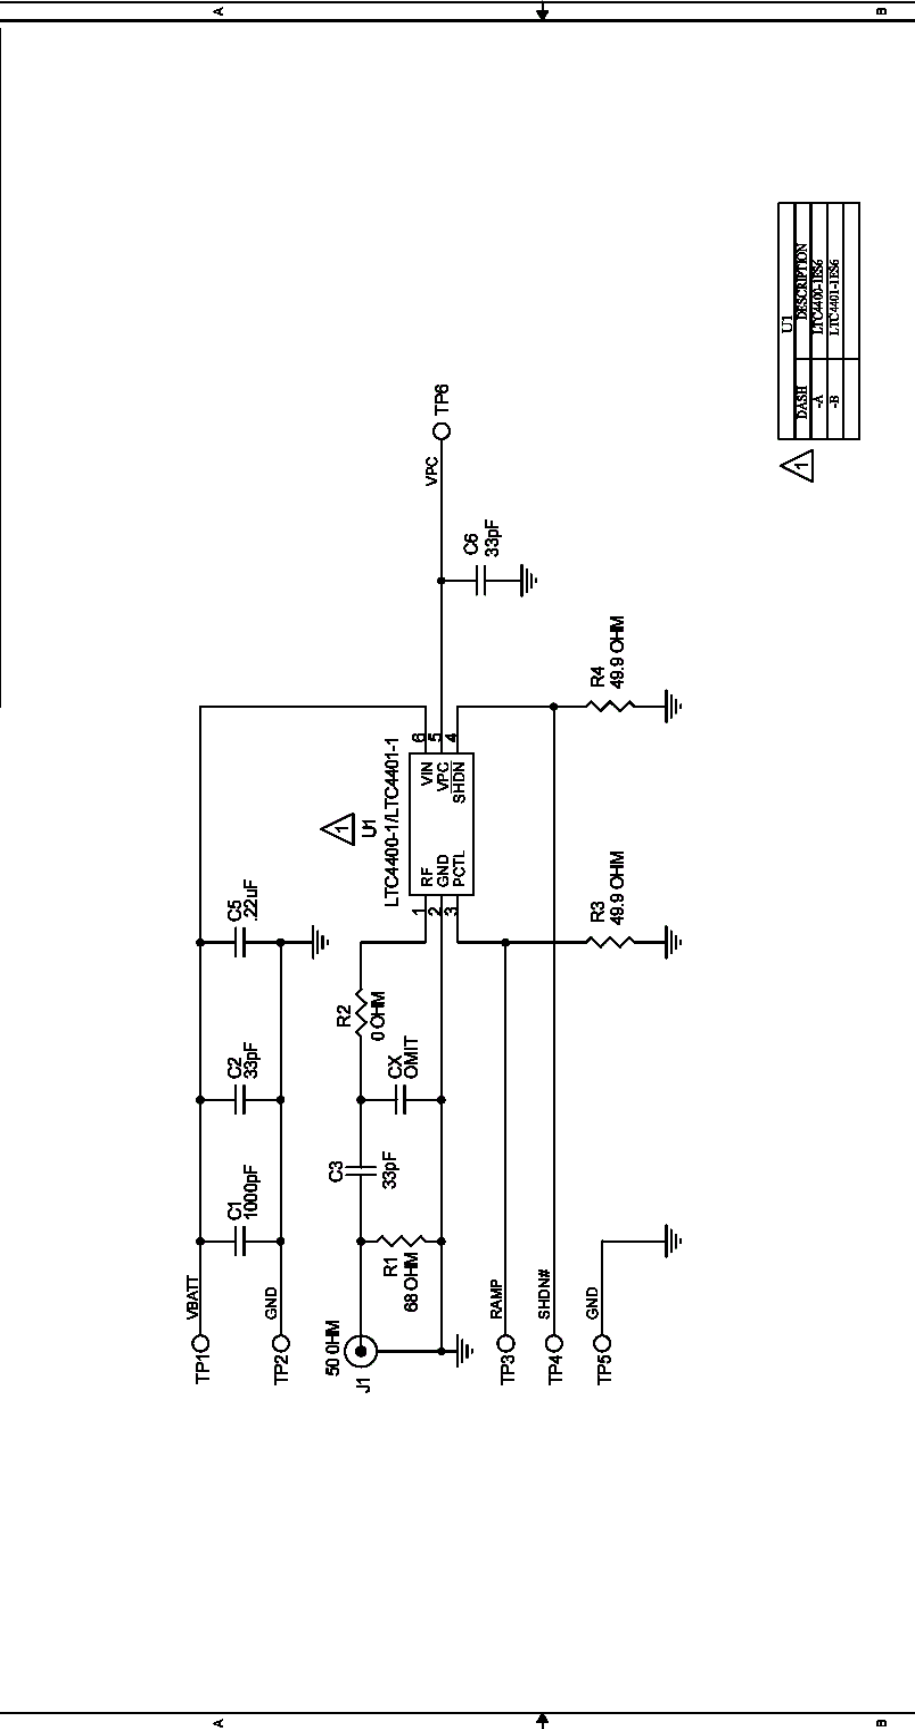 A
B
TP1
VBATT
C1
1000pF
C2
33pF
C5
.22uF
TP2
GND
50 0HM
J1
R1
68 OHM
C3
33pF
CX
OMIT
R2
0 OHM
1
U1
LTC4400-1/LTC4401-1
1
2
3
RF
GND
PCTL
VIN
VPC
SHDN
6
5
4
VPC
TP6
C6
33pF
TP3
RAMP
R3
49.9 OHM
TP4
SHDN#
R4
49.9 OHM
TP5
GND
1
U1
DASH DESCRIPTION
-A LTC4400-1ES6
-B LTC4401-1ES6
A
B